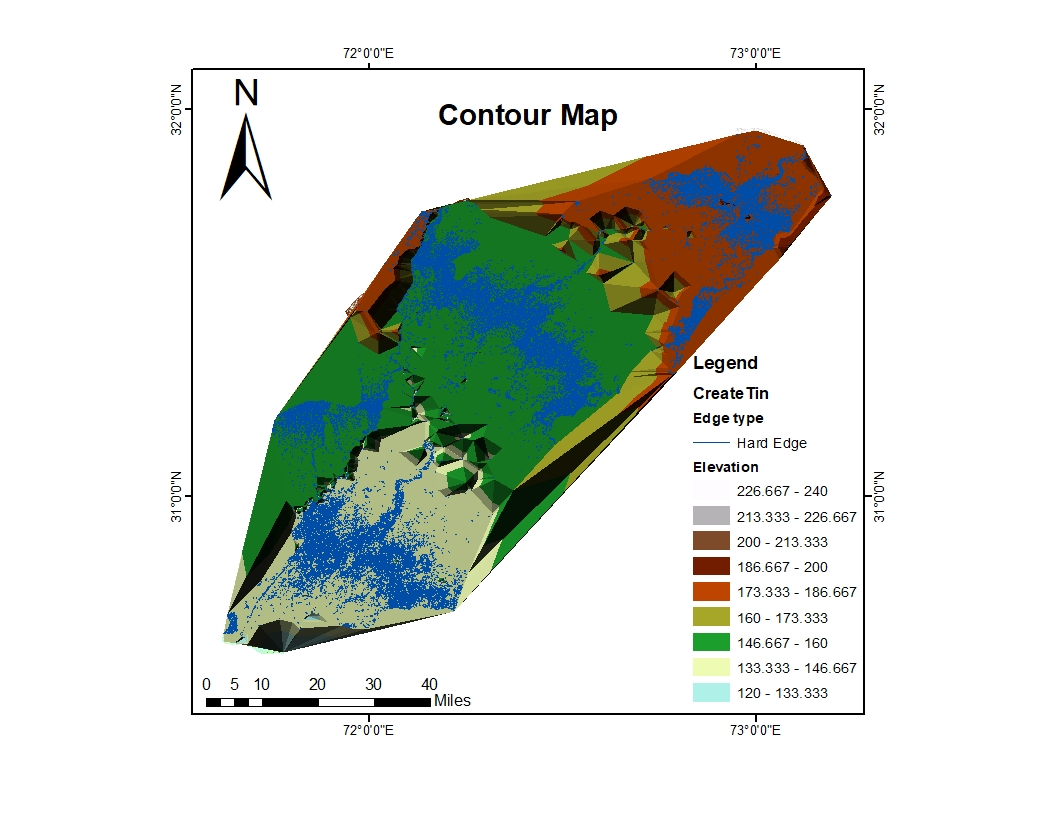 72°0'0"E 73°0'0"E
32°0'0"N 32°0'0"N
N
Contour Map
Legend
CreateTin
Edge type
Hard Edge
Elevation
226.667 - 240
213.333 - 226.667
200 - 213.333
186.667 - 200
173.333 - 186.667
160 - 173.333
146.667 - 160
133.333 - 146.667
120 - 133.333
31°0'0"N 31°0'0"N
0 5 10 20 30 40
Miles
72°0'0"E 73°0'0"E